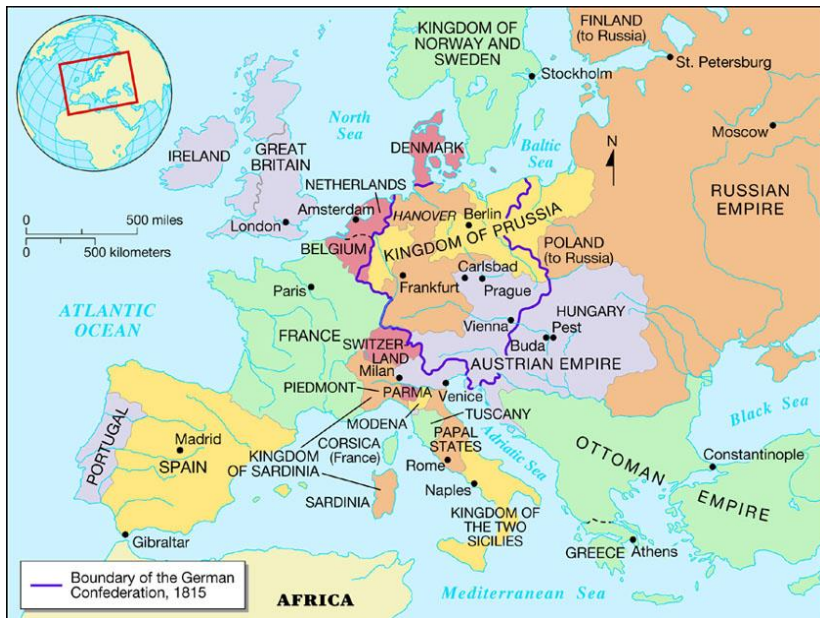 KINGDOM OF
NORWAY AND
SWEDEN
FINLAND
(to Russia)
Stockholm
St. Petersburg
North
Sea
Moscow
IRELAND
GREAT
BRITAIN
DENMARK
Baltic
Sea
N
NETHERLANDS
RUSSIAN
EMPIRE
0
500 miles
0
500 kilometers
Amsterdam
HANOVER
Berlin
London
KINGDOM OF PRUSSIA
BELGIUM
POLAND
(to Russia)
Carlsbad
Frankfurt
Prague
Paris
ATLANTIC
OCEAN
HUNGARY
Vienna
Pest
Buda
FRANCE
SWITZER-
LAND
AUSTRIAN EMPIRE
Milan
Venice
PIEDMONT
PARMA
Black Sea
TUSCANY
MODENA
Adriatic Sea
PORTUGAL
Madrid
SPAIN
KINGDOM
OF SARDINIA
CORSICA
(France)
PAPAL
STATES
Rome
OTTOMAN
EMPIRE
Constantinople
SARDINIA
Naples
KINGDOM
OF THE TWO
SICILIES
Gibraltar
GREECE
Athens
Boundary of the German
Confederation, 1815
AFRICA
Mediterranean Sea